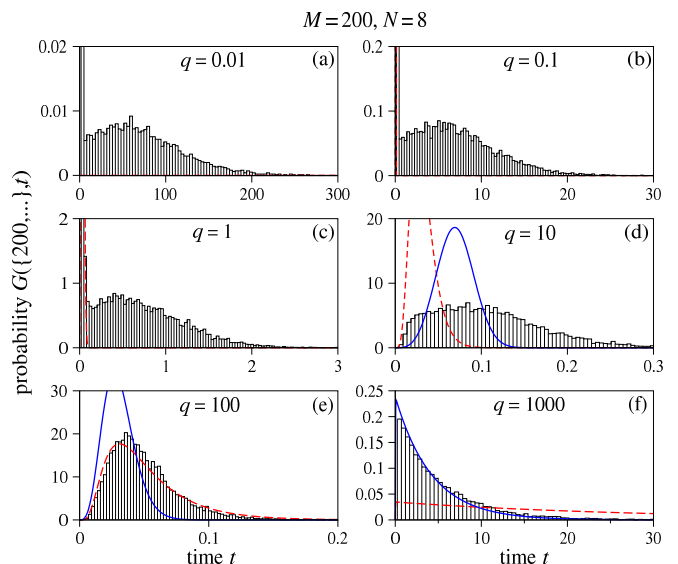 M = 200, N = 8
probability G({200,...},t)
q = 0.01 (a)
0.02
0.01
0
0 100 200 300
q = 0.1 (b)
0.2
0.1
0
0 10 20 30
q = 1 (c)
2
1
0
0 1 2 3
q = 10 (d)
20
10
0
0 0.1 0.2 0.3
q = 100 (e)
30
20
10
0
0 0.1 0.2
time t
q = 1000 (f)
0.25
0.2
0.15
0.1
0.05
0
0 10 20 30
time t